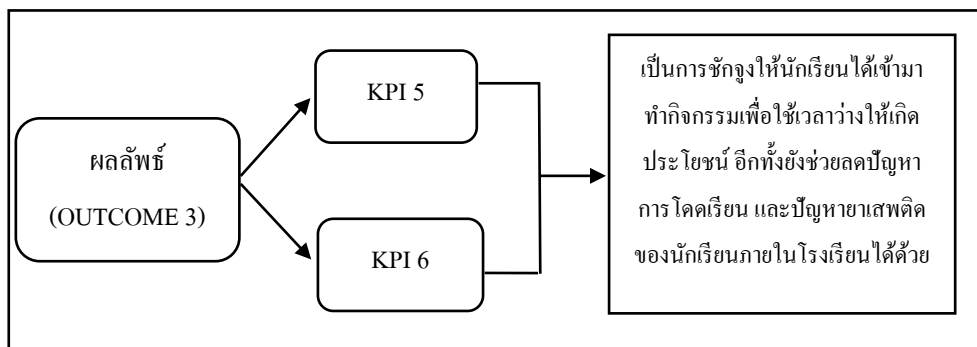 ผลลัพธ์
(OUTCOME 3)
KPI 5
KPI 6
เป็นการชักจูงให้นักเรียนได้เข้ามา
ทำกิจกรรมเพื่อใช้เวลาว่างให้เกิด
ประโยชน์ อีกทั้งยังช่วยลดปัญหา
การโดดเรียน และปัญหายาเสพติด
ของนักเรียนภายในโรงเรียนได้ด้วย